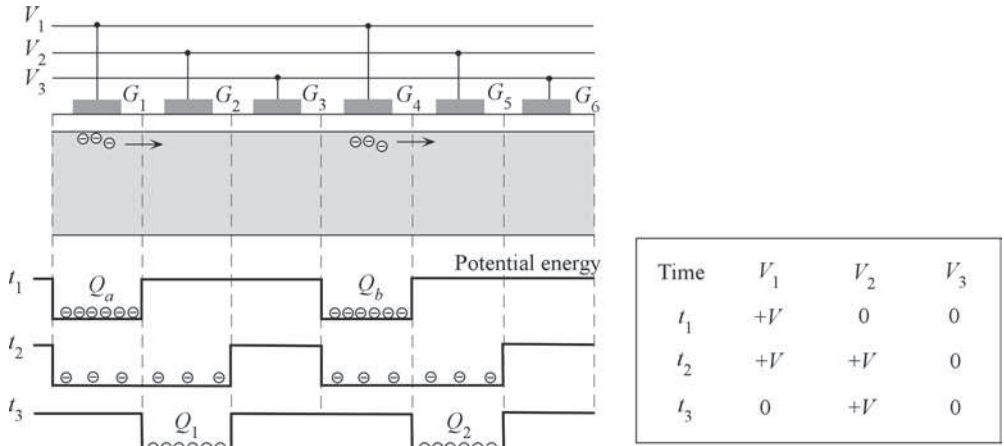 V₁
V₂
V₃
G₁ G₂ G₃ G₄ G₅ G₆
Potential energy
t₁ Qₐ Q_b
t₂
t₃ Q₁ Q₂
Time V₁ V₂ V₃
t₁ +V 0 0
t₂ +V +V 0
t₃ 0 +V 0